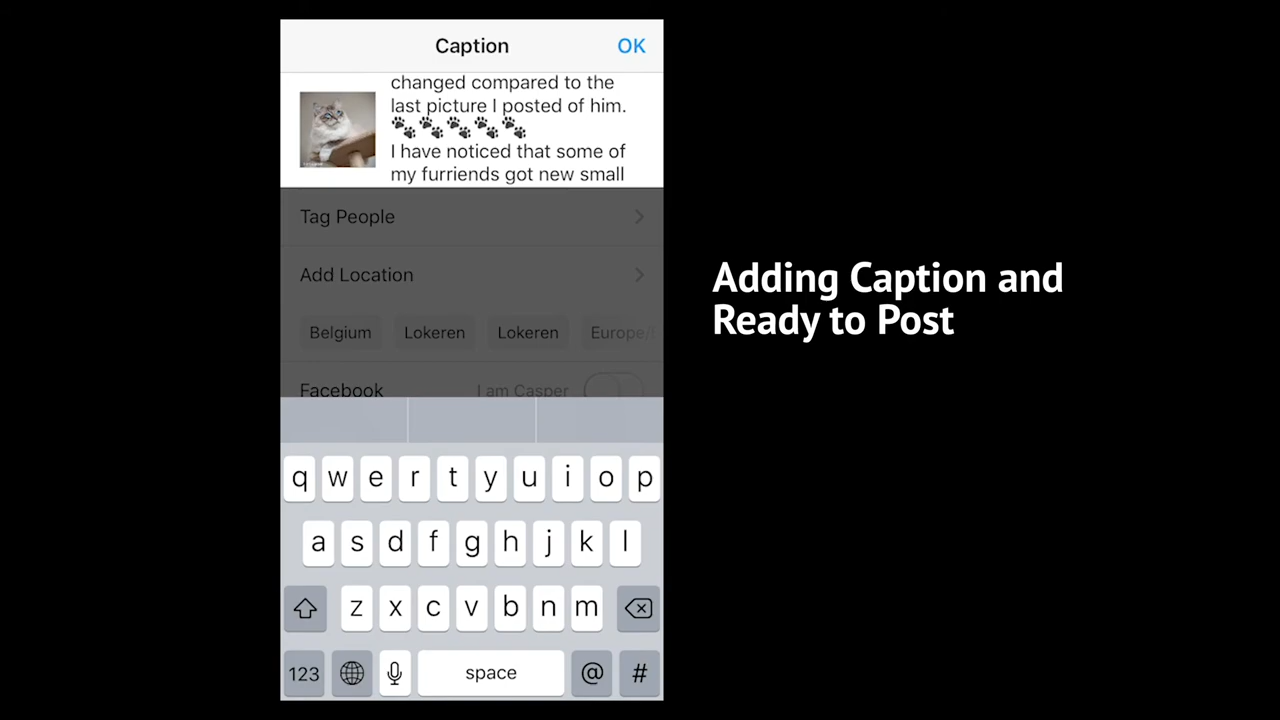 Caption
OK
changed compared to the
last picture I posted of him.
🐾🐾🐾🐾🐾
I have noticed that some of
my furriends got new small
Tag People
Add Location
Belgium
Lokeren
Lokeren
Europe/
Facebook
I am Casper
q w e r t y u i o p
a s d f g h j k l
z x c v b n m
123
space
@
#
Adding Caption and
Ready to Post